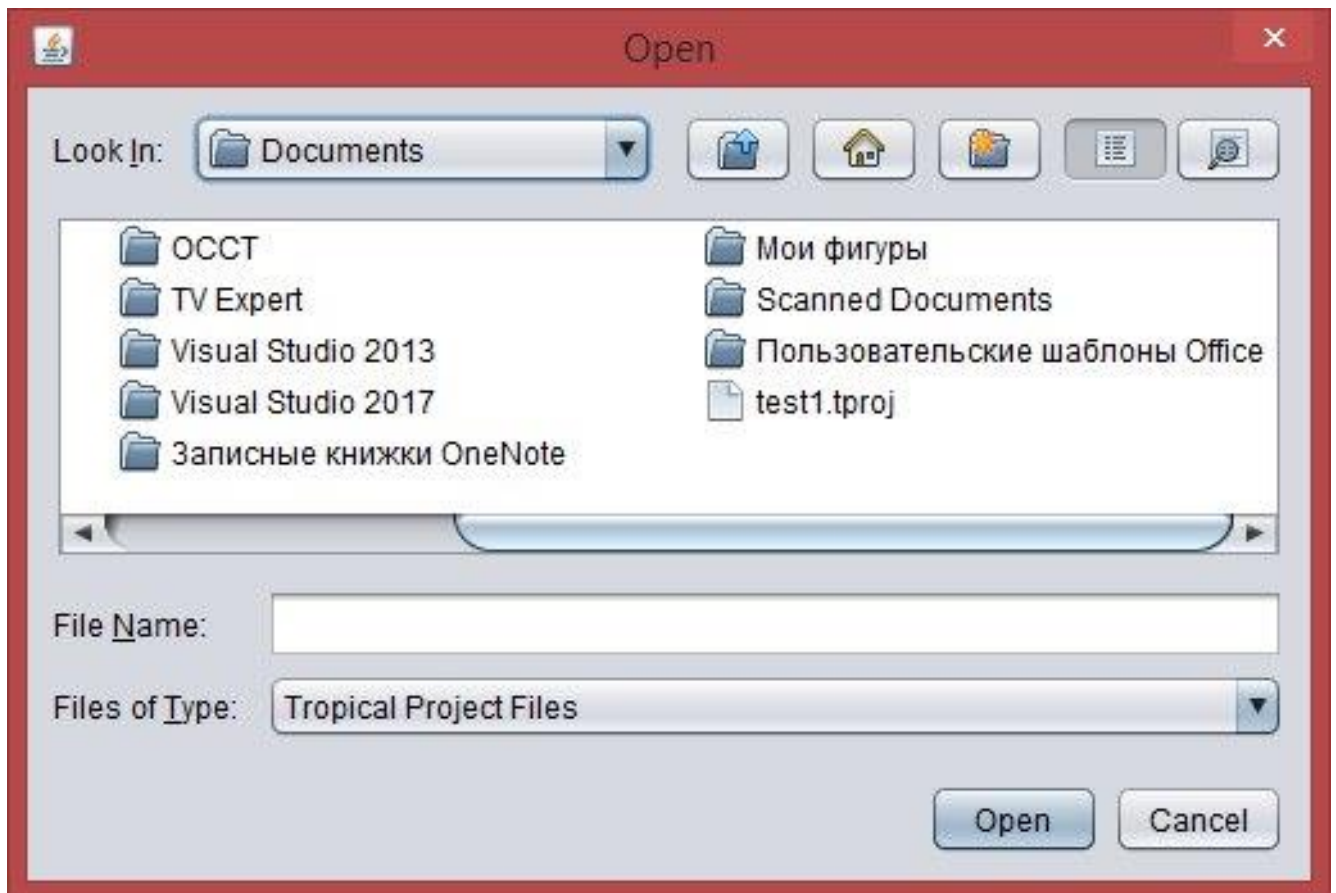 Open
Look In: Documents
OCCT
TV Expert
Visual Studio 2013
Visual Studio 2017
Записные книжки OneNote
Мои фигуры
Scanned Documents
Пользовательские шаблоны Office
test1.tproj
File Name:
Files of Type: Tropical Project Files
Open Cancel